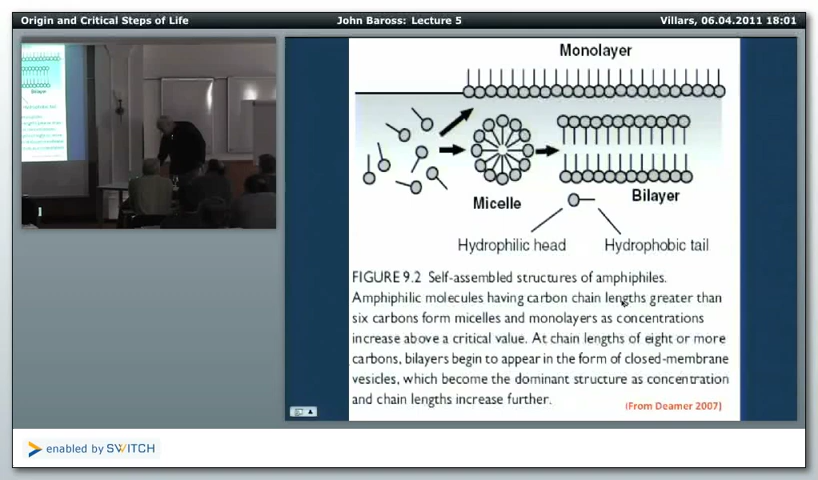 Origin and Critical Steps of Life
John Baross: Lecture 5
Villars, 06.04.2011 18:01
Monolayer
Micelle
Bilayer
Hydrophilic head
Hydrophobic tail
FIGURE 9.2 Self-assembled structures of amphiphiles.
Amphiphilic molecules having carbon chain lengths greater than
six carbons form micelles and monolayers as concentrations
increase above a critical value. At chain lengths of eight or more
carbons, bilayers begin to appear in the form of closed-membrane
vesicles, which become the dominant structure as concentration
and chain lengths increase further.
(From Deamer 2007)
enabled by SWITCH